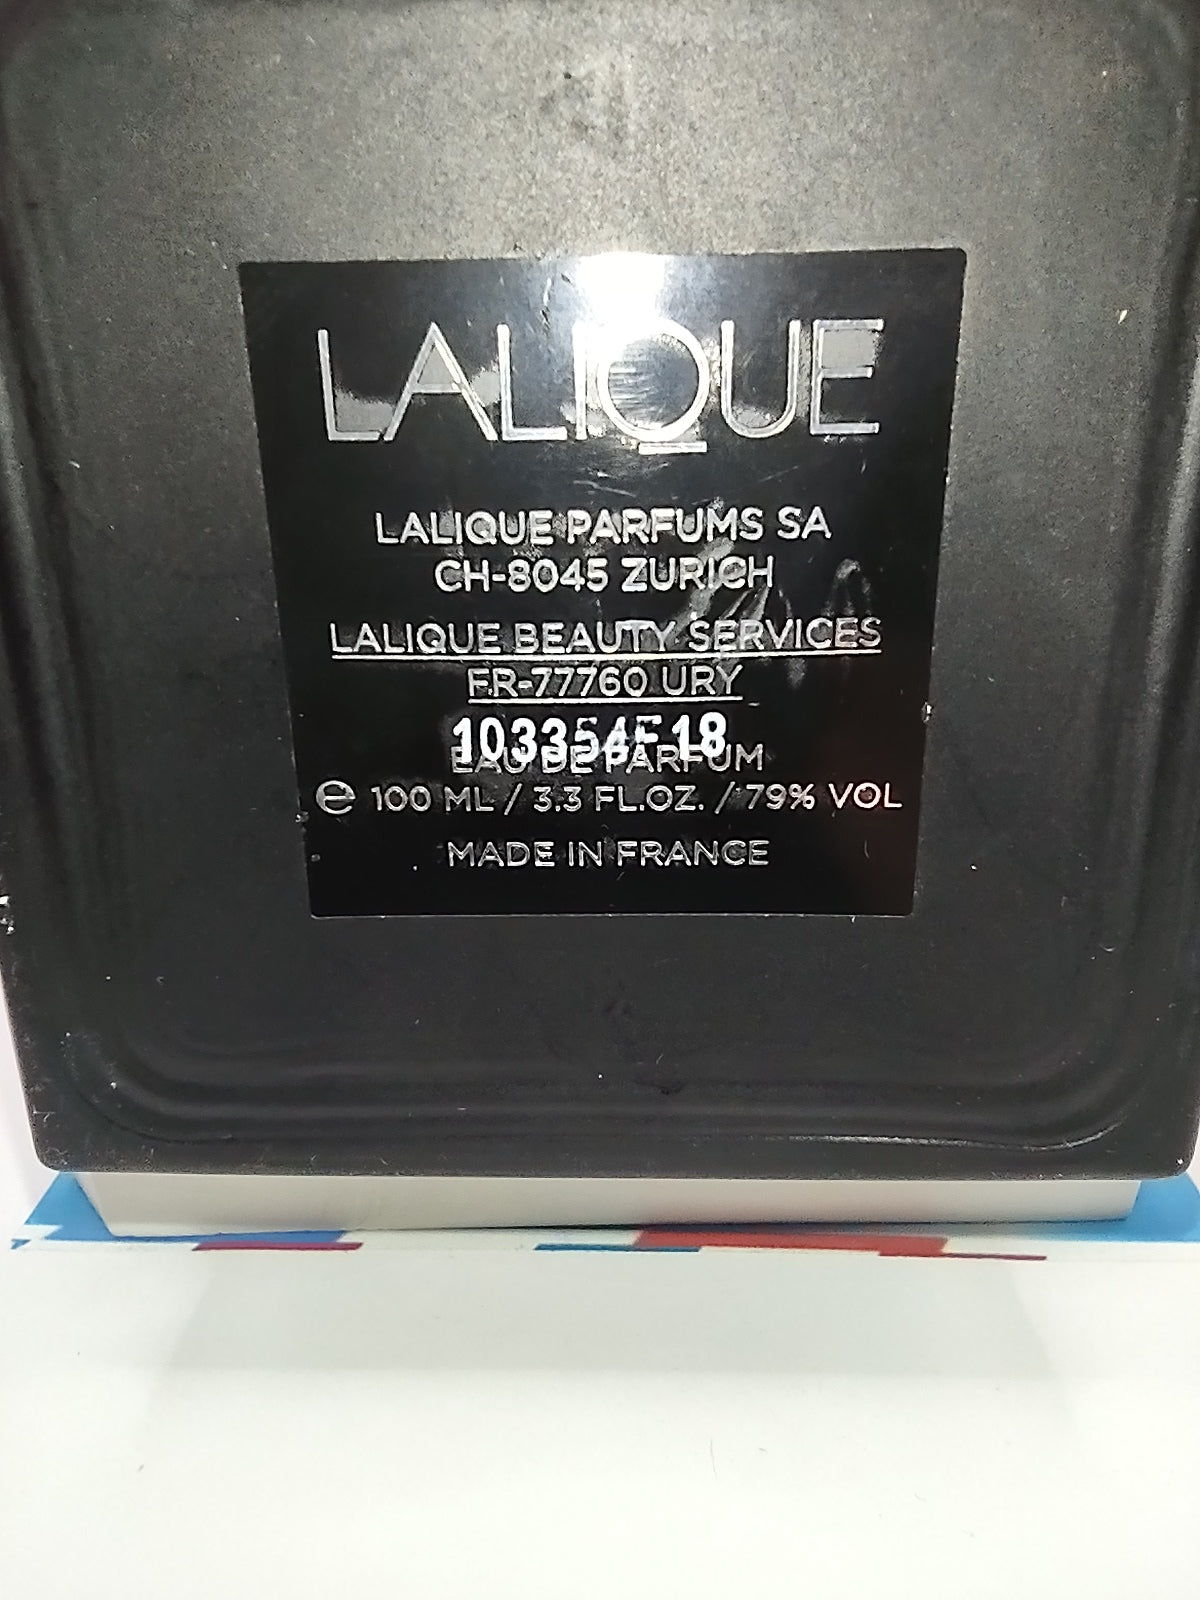 LALIQUE
LALIQUE PARFUMS SA
CH-8045 ZURICH
LALIQUE BEAUTY SERVICES
FR-77760 URY
103354F18
EAU DE PARFUM
℮ 100 ML / 3.3 FL.OZ. / 79% VOL
MADE IN FRANCE